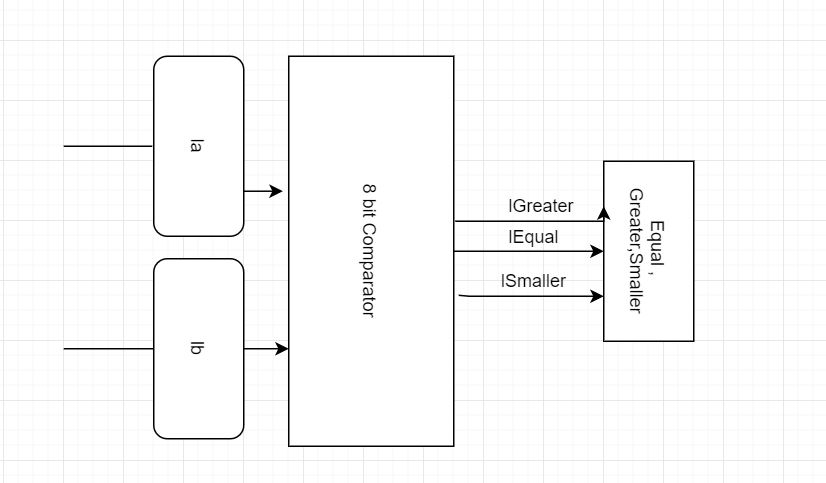 Ia
Ib
8 bit Comparator
IGreater
IEqual
ISmaller
Equal ,
Greater,Smaller